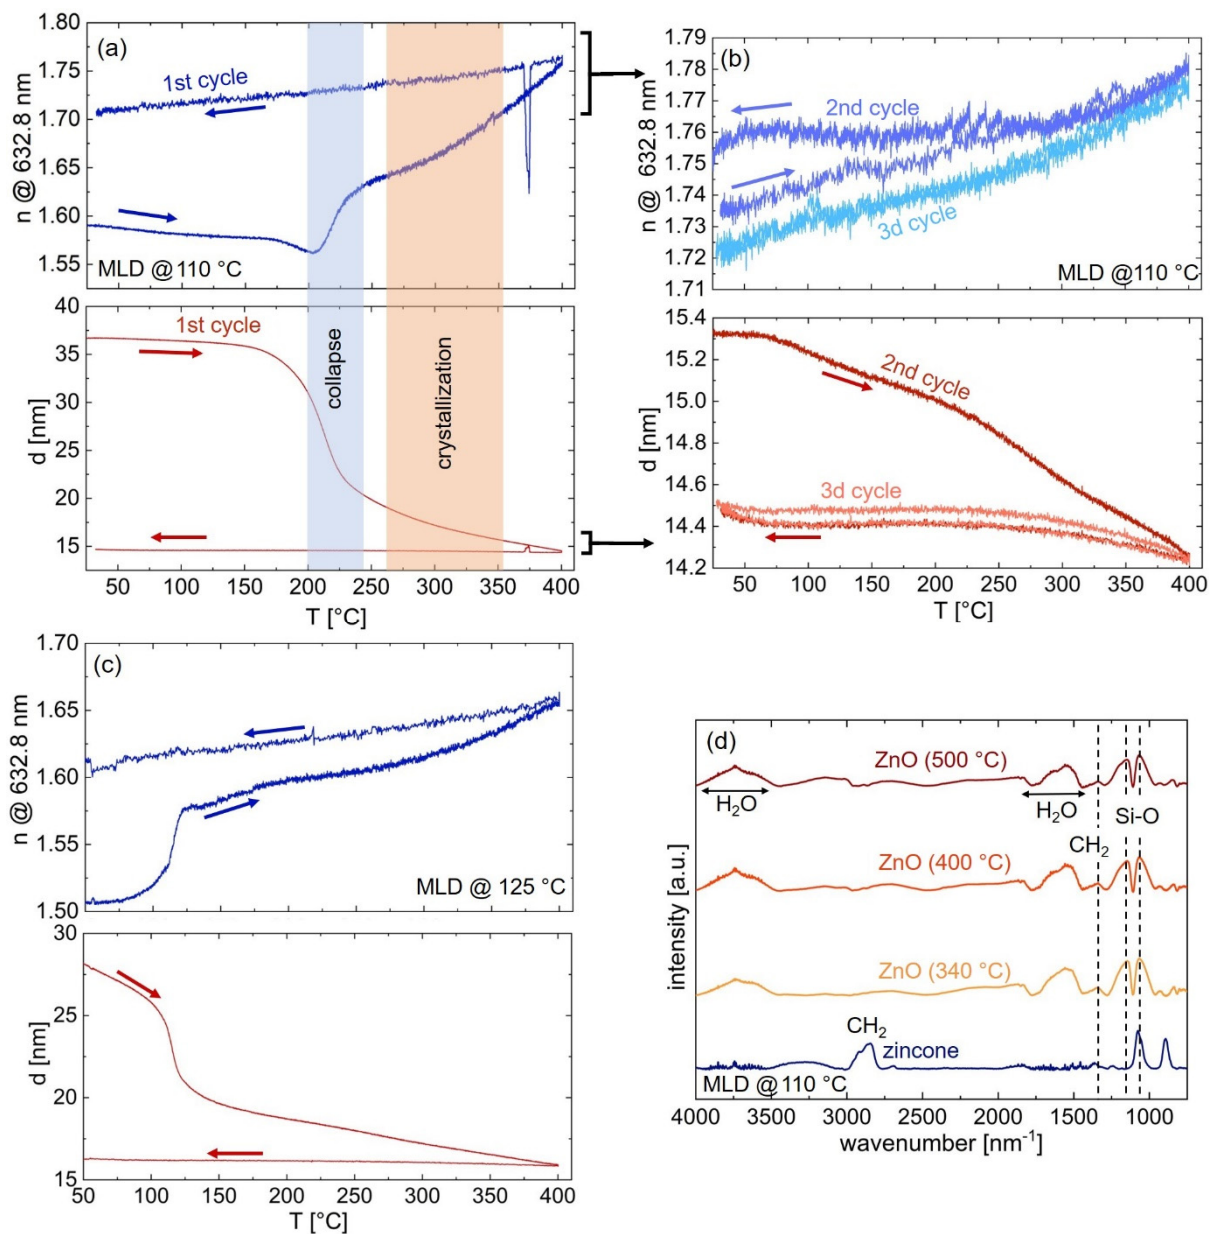 (a)
1.80
1.75
1.70
1.65
1.60
1.55
n @ 632.8 nm
1st cycle
MLD @ 110 °C
40
35
30
25
20
15
d [nm]
1st cycle
collapse
crystallization
50 100 150 200 250 300 350 400
T [°C]
(b)
1.79
1.78
1.77
1.76
1.75
1.74
1.73
1.72
1.71
n @ 632.8 nm
2nd cycle
3d cycle
MLD @110 °C
15.4
15.2
15.0
14.8
14.6
14.4
14.2
d [nm]
2nd cycle
3d cycle
50 100 150 200 250 300 350 400
T [°C]
(c)
1.70
1.65
1.60
1.55
1.50
n @ 632.8 nm
MLD @ 125 °C
30
25
20
15
d [nm]
50 100 150 200 250 300 350 400
T [°C]
(d)
ZnO (500 °C)
H2O
H2O
Si-O
CH2
ZnO (400 °C)
ZnO (340 °C)
CH2
zincone
MLD @ 110 °C
intensity [a.u.]
4000 3500 3000 2500 2000 1500 1000
wavenumber [nm-1]